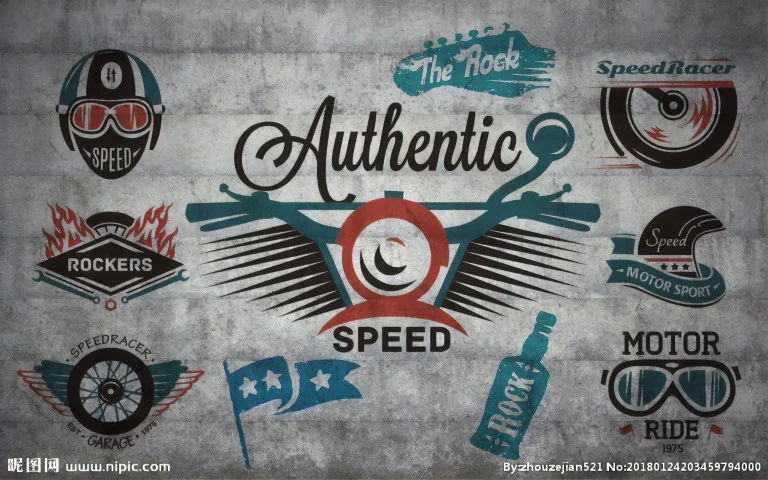 The Rock
SpeedRacer
Authentic
SPEED
ROCKERS
Speed
MOTOR SPORT
SPEED
SPEEDRACER
EST
1975
GARAGE
ROCK
MOTOR
RIDE
1975
昵图网 www.nipic.com
By:zhouzejian521 No:20180124203459794000